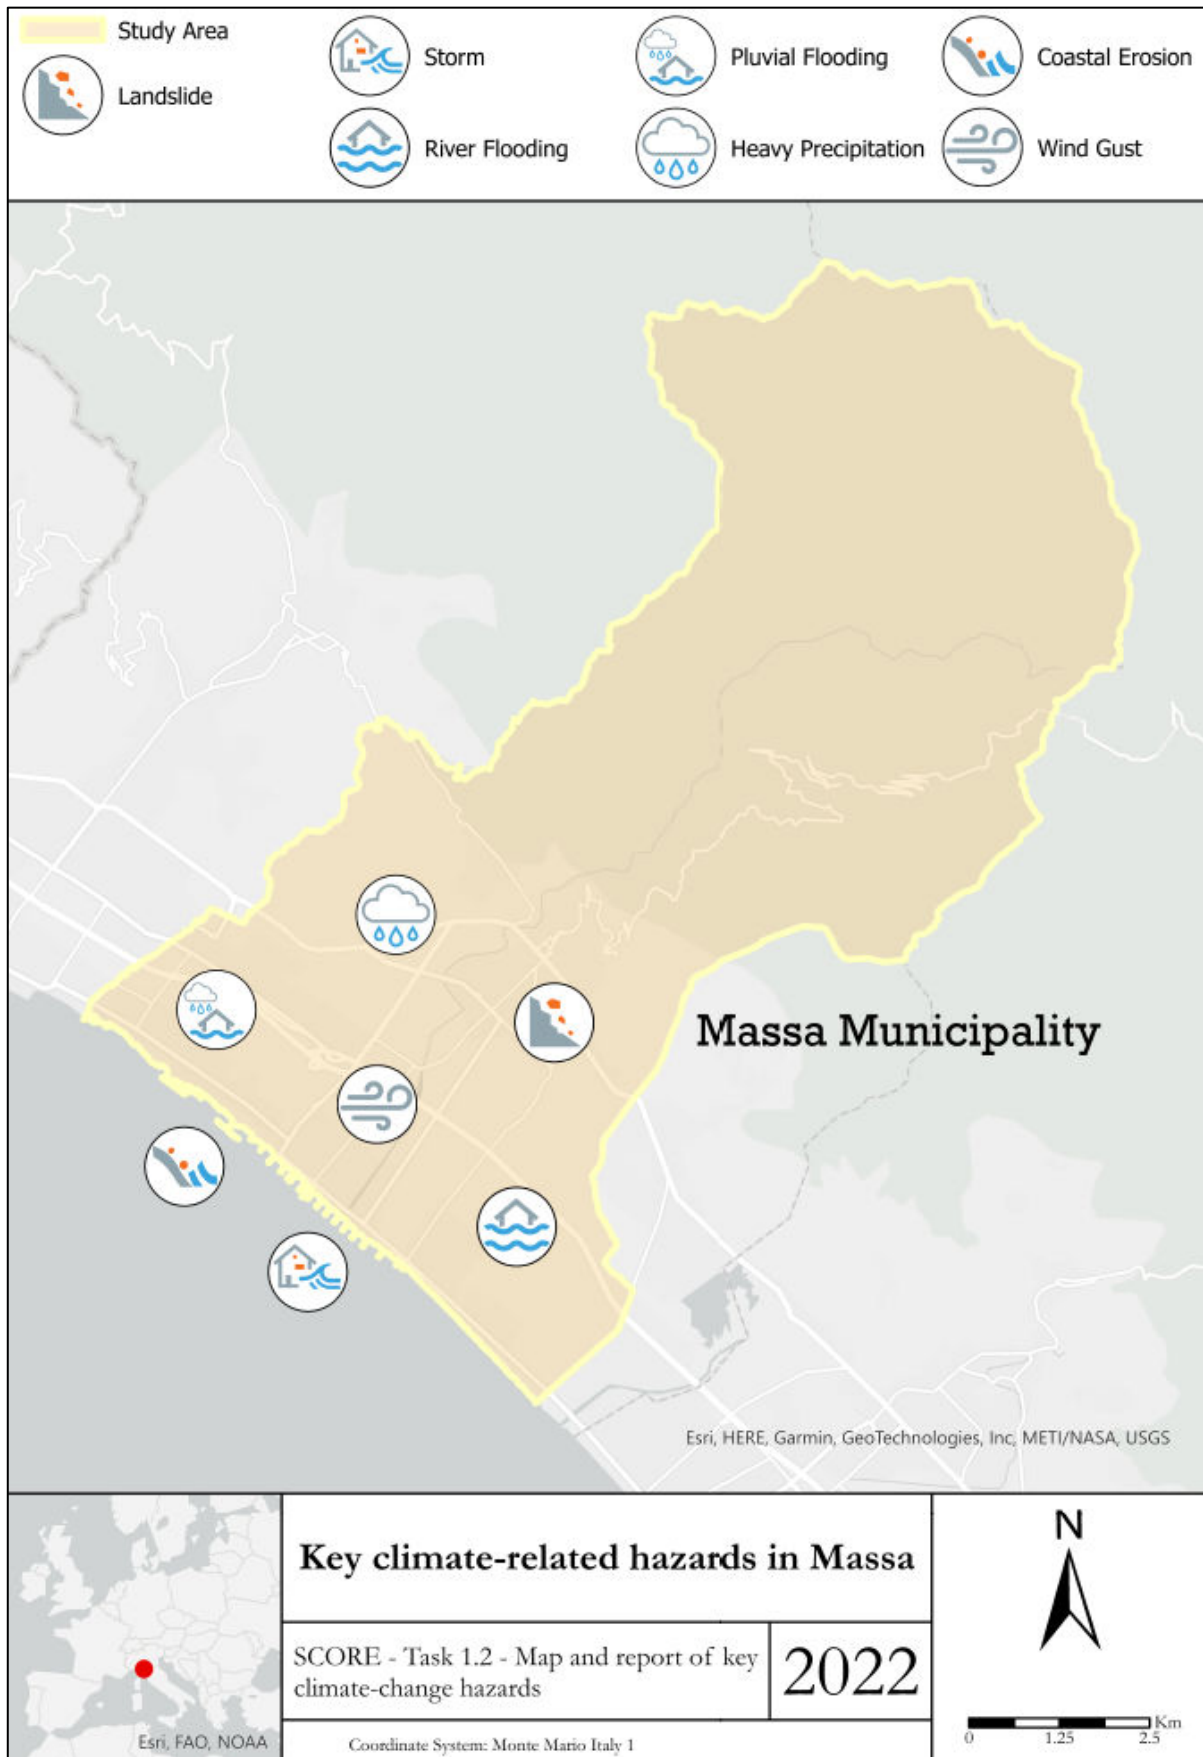 Study Area
Landslide
Storm
River Flooding
Pluvial Flooding
Heavy Precipitation
Coastal Erosion
Wind Gust
Massa Municipality
Esri, HERE, Garmin, GeoTechnologies, Inc, METI/NASA, USGS
Esri, FAO, NOAA
Key climate-related hazards in Massa
SCORE - Task 1.2 - Map and report of key
climate-change hazards
2022
Coordinate System: Monte Mario Italy 1
N
Km
0 1.25 2.5